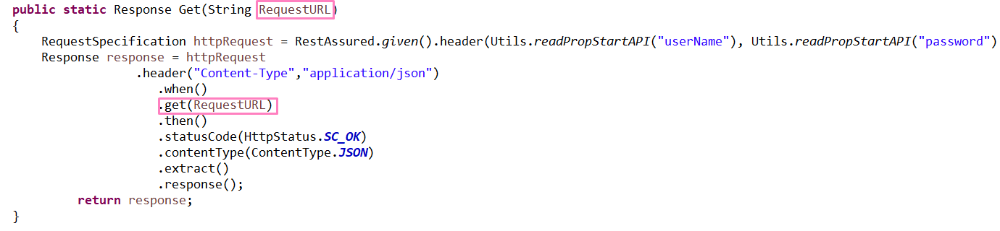 public static Response Get(String RequestURL)
{
RequestSpecification httpRequest = RestAssured.given().header(Utils.readPropStartAPI("userName"), Utils.readPropStartAPI("password")
Response response = httpRequest
.header("Content-Type","application/json")
.when()
.get(RequestURL)
.then()
.statusCode(HttpStatus.SC_OK)
.contentType(ContentType.JSON)
.extract()
.response();
return response;
}